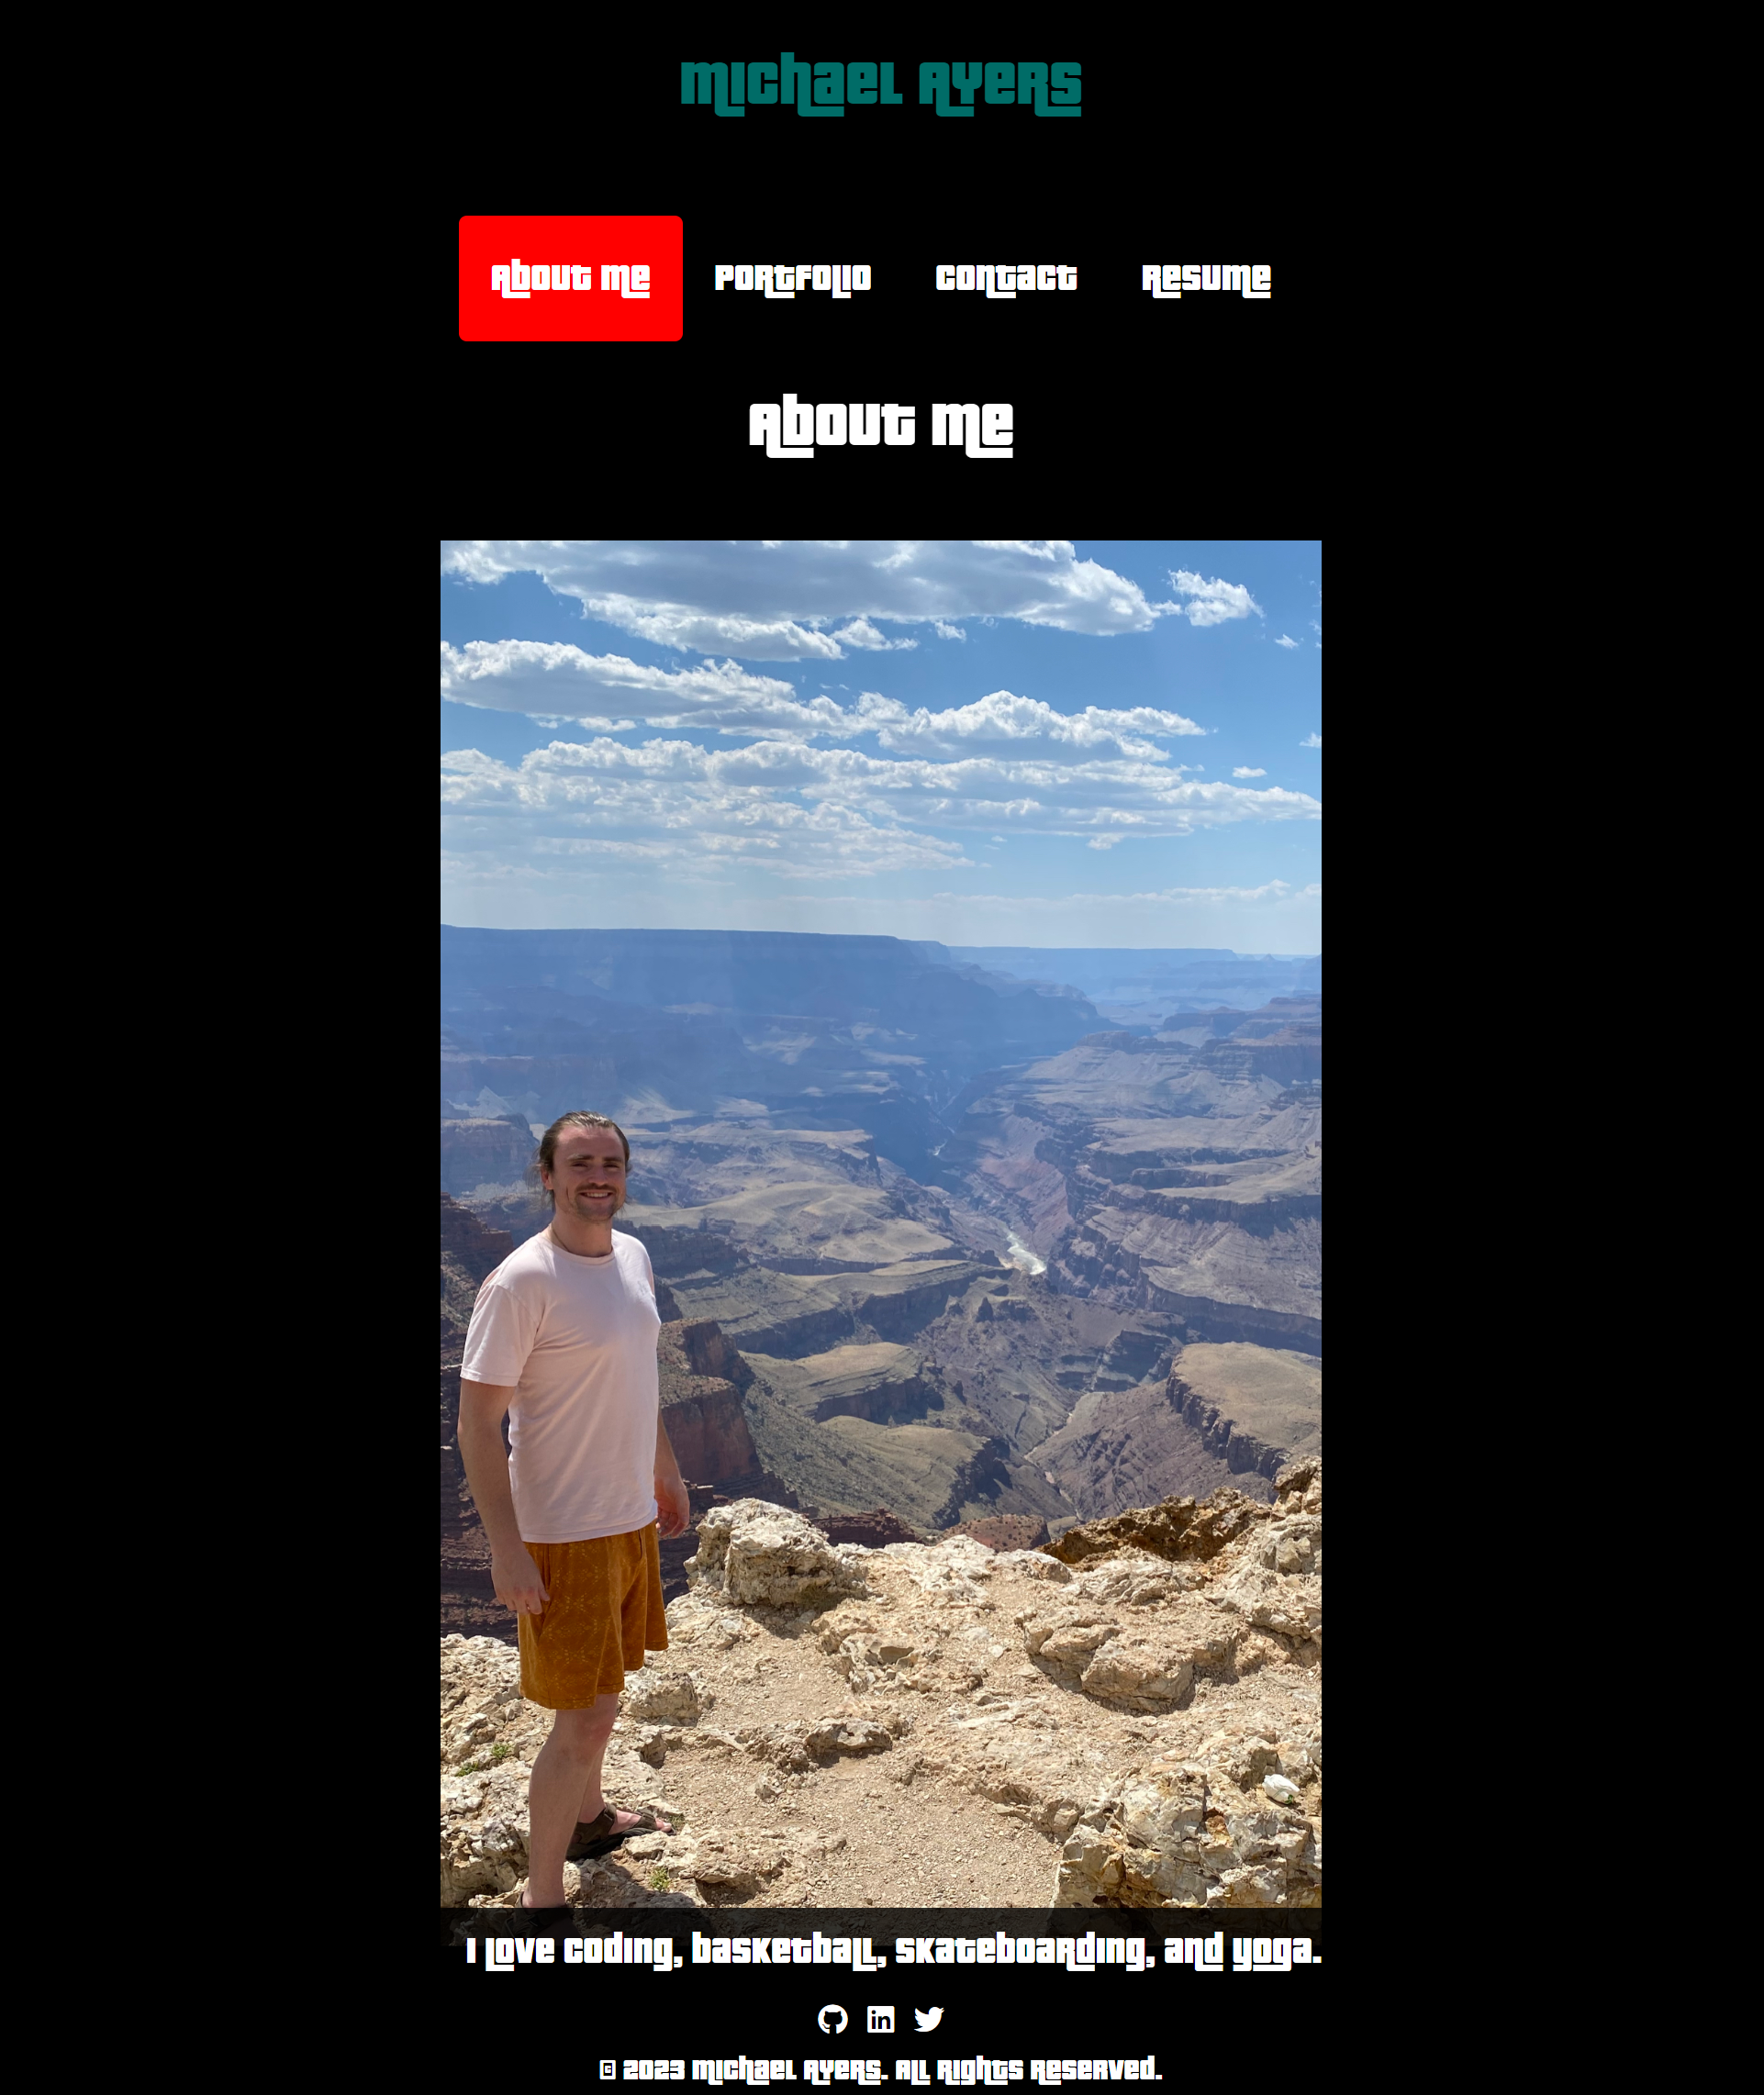 Michael Ayers
About Me
Portfolio
Contact
Resume
About Me
I love coding, basketball, skateboarding, and yoga.
© 2023 Michael Ayers. All Rights Reserved.